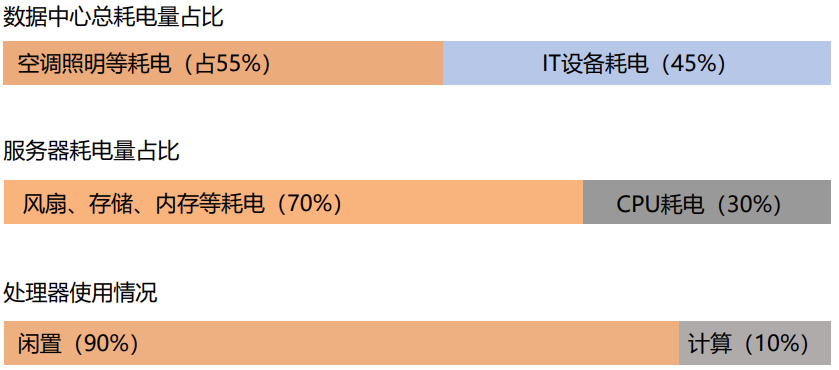 数据中心总耗电量占比
空调照明等耗电（占55%） IT设备耗电（45%）
服务器耗电量占比
风扇、存储、内存等耗电（70%） CPU耗电（30%）
处理器使用情况
闲置（90%） 计算（10%）